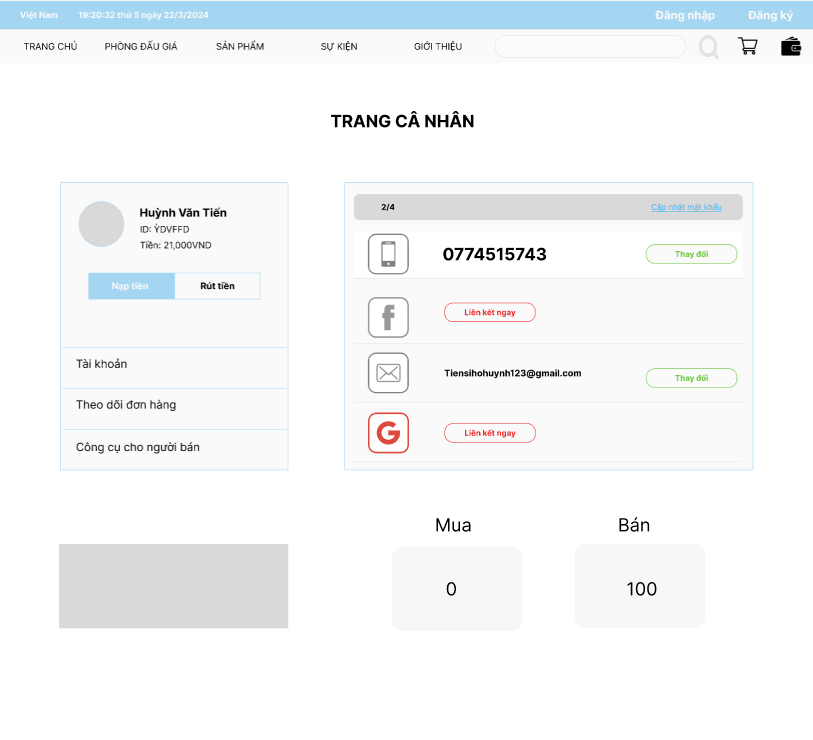 Việt Nam 19:20:32 thứ 5 ngày 22/3/2024 Đăng nhập Đăng ký
TRANG CHỦ PHÒNG ĐẤU GIÁ SẢN PHẨM SỰ KIỆN GIỚI THIỆU
TRANG CÂ NHÂN
Huỳnh Văn Tiến
ID: ỲDVFFD
Tiền: 21,000VND
Nạp tiền Rút tiền
Tài khoản
Theo dõi đơn hàng
Công cụ cho người bán
2/4 Cập nhật mật khẩu
0774515743 Thay đổi
Liên kết ngay
Tiensihohuynh123@gmail.com Thay đổi
Liên kết ngay
Mua Bán
0 100